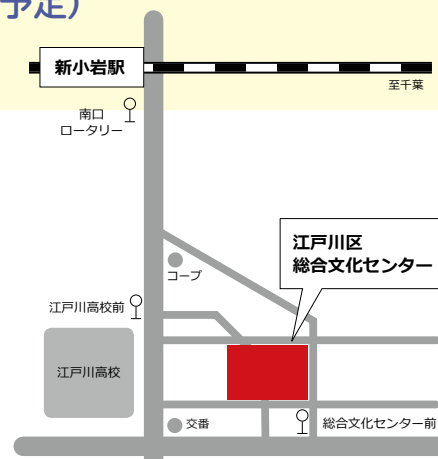 予定）
新小岩駅
至千葉
南口
ロータリー
江戸川区
総合文化センター
コープ
江戸川高校前
江戸川高校
交番
総合文化センター前